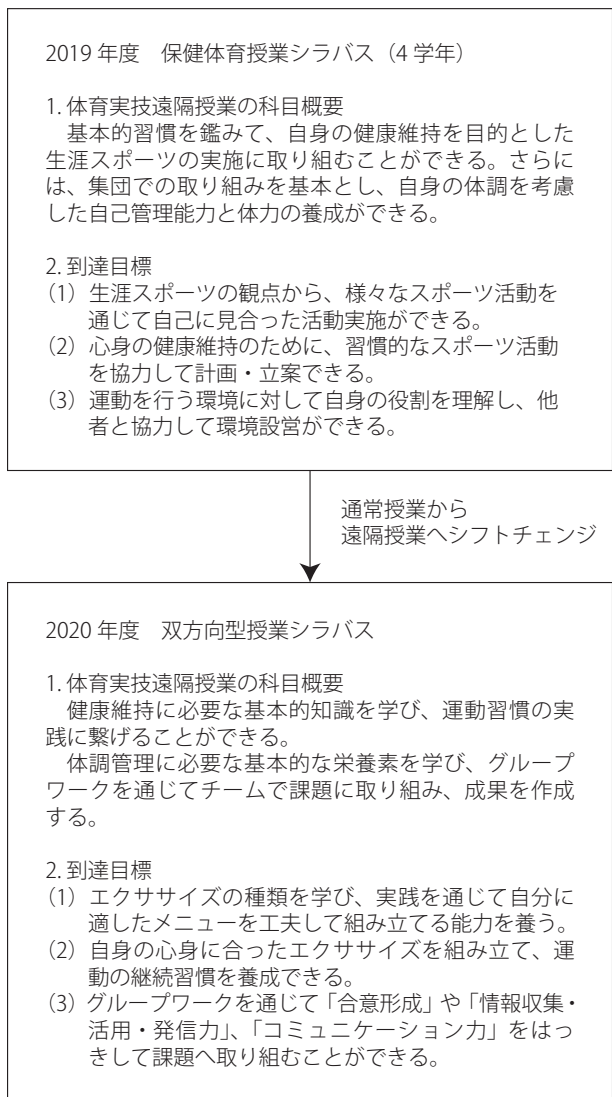 2019 年度　保健体育授業シラバス（4 学年）
1. 体育実技遠隔授業の科目概要
基本的習慣を鑑みて、自身の健康維持を目的とした
生涯スポーツの実施に取り組むことができる。さらに
は、集団での取り組みを基本とし、自身の体調を考慮
した自己管理能力と体力の養成ができる。
2. 到達目標
（1）生涯スポーツの観点から、様々なスポーツ活動を
通じて自己に見合った活動実施ができる。
（2）心身の健康維持のために、習慣的なスポーツ活動
を協力して計画・立案できる。
（3）運動を行う環境に対して自身の役割を理解し、他
者と協力して環境設営ができる。
通常授業から
遠隔授業へシフトチェンジ
2020 年度　双方向型授業シラバス
1. 体育実技遠隔授業の科目概要
健康維持に必要な基本的知識を学び、運動習慣の実
践に繋げることができる。
体調管理に必要な基本的な栄養素を学び、グループ
ワークを通じてチームで課題に取り組み、成果を作成
する。
2. 到達目標
（1）エクササイズの種類を学び、実践を通じて自分に
適したメニューを工夫して組み立てる能力を養う。
（2）自身の心身に合ったエクササイズを組み立て、運
動の継続習慣を養成できる。
（3）グループワークを通じて「合意形成」や「情報収集・
活用・発信力」、「コミュニケーション力」をはっ
きして課題へ取り組むことができる。